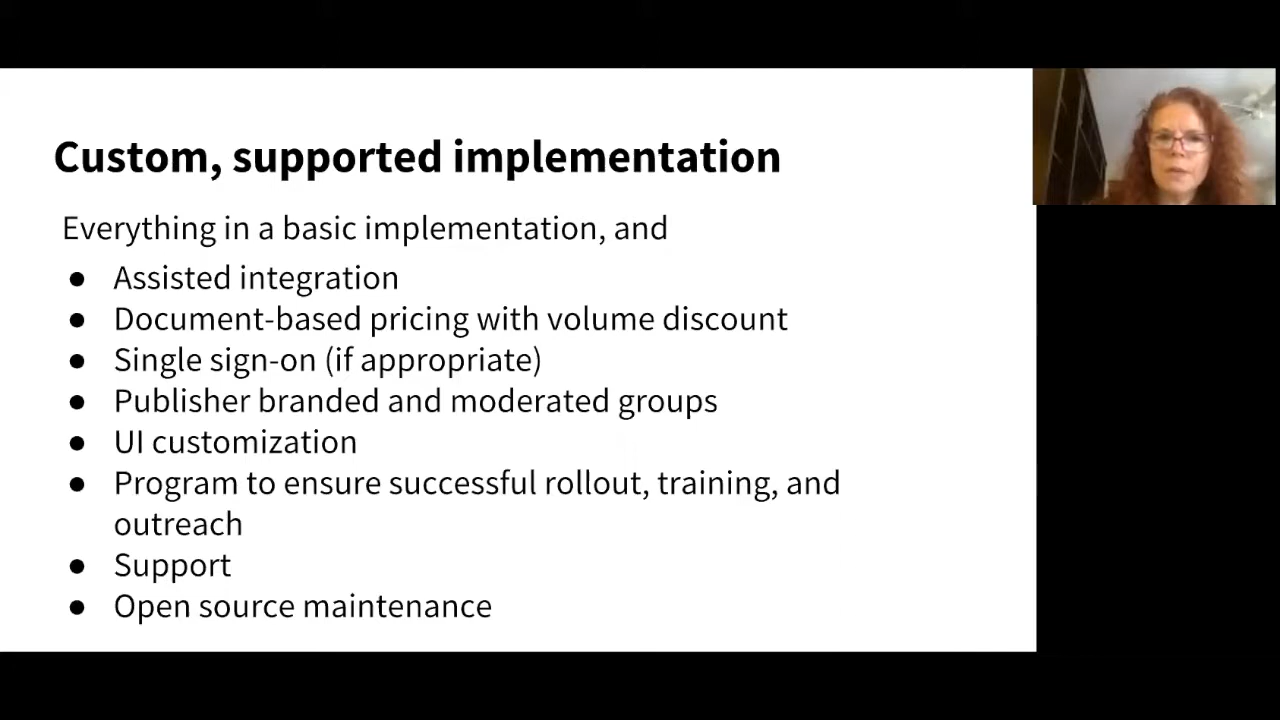 Custom, supported implementation
Everything in a basic implementation, and
● Assisted integration
● Document-based pricing with volume discount
● Single sign-on (if appropriate)
● Publisher branded and moderated groups
● UI customization
● Program to ensure successful rollout, training, and
outreach
● Support
● Open source maintenance